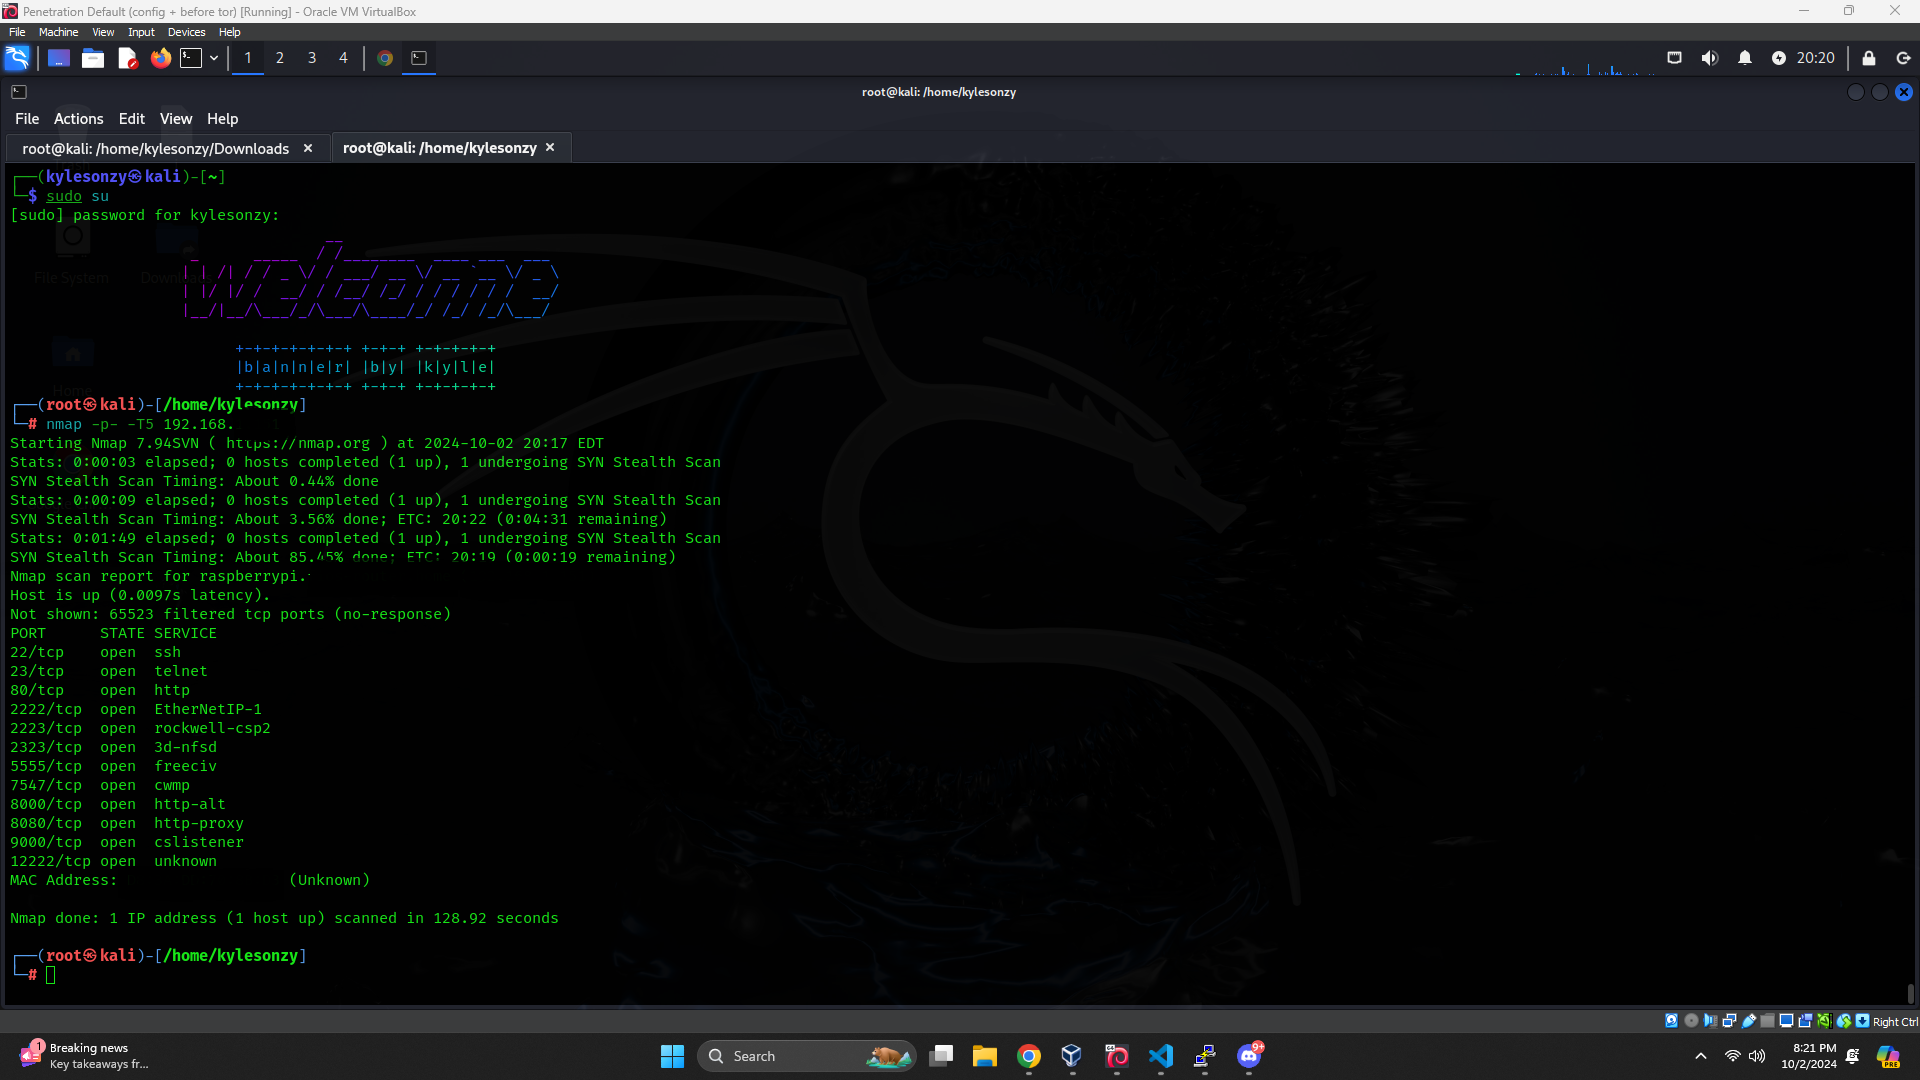 Penetration Default (config + before tor) [Running] - Oracle VM VirtualBox
File Machine View Input Devices Help
1 2 3 4
20:20
root@kali: /home/kylesonzy
File Actions Edit View Help
root@kali: /home/kylesonzy/Downloads
root@kali: /home/kylesonzy
┌──(kylesonzy㉿kali)-[~]
└─$ sudo su
[sudo] password for kylesonzy:
welcome
File System
+-+-+-+-+-+-+ +-+-+ +-+-+-+-+
|b|a|n|n|e|r| |b|y| |k|y|l|e|
+-+-+-+-+-+-+ +-+-+ +-+-+-+-+
Home
┌──(root㉿kali)-[/home/kylesonzy]
└─# nmap -p- -T5 192.168.
Starting Nmap 7.94SVN ( https://nmap.org ) at 2024-10-02 20:17 EDT
Stats: 0:00:03 elapsed; 0 hosts completed (1 up), 1 undergoing SYN Stealth Scan
SYN Stealth Scan Timing: About 0.44% done
Stats: 0:00:09 elapsed; 0 hosts completed (1 up), 1 undergoing SYN Stealth Scan
SYN Stealth Scan Timing: About 3.56% done; ETC: 20:22 (0:04:31 remaining)
Stats: 0:01:49 elapsed; 0 hosts completed (1 up), 1 undergoing SYN Stealth Scan
SYN Stealth Scan Timing: About 85.45% done; ETC: 20:19 (0:00:19 remaining)
Nmap scan report for raspberrypi.
Host is up (0.0097s latency).
Not shown: 65523 filtered tcp ports (no-response)
PORT STATE SERVICE
22/tcp open ssh
23/tcp open telnet
80/tcp open http
2222/tcp open EtherNetIP-1
2223/tcp open rockwell-csp2
2323/tcp open 3d-nfsd
5555/tcp open freeciv
7547/tcp open cwmp
8000/tcp open http-alt
8080/tcp open http-proxy
9000/tcp open cslistener
12222/tcp open unknown
MAC Address: (Unknown)
Nmap done: 1 IP address (1 host up) scanned in 128.92 seconds
┌──(root㉿kali)-[/home/kylesonzy]
└─#
Right Ctrl
1
Breaking news
Key takeaways fr...
Search
9+
8:21 PM
10/2/2024
PRE